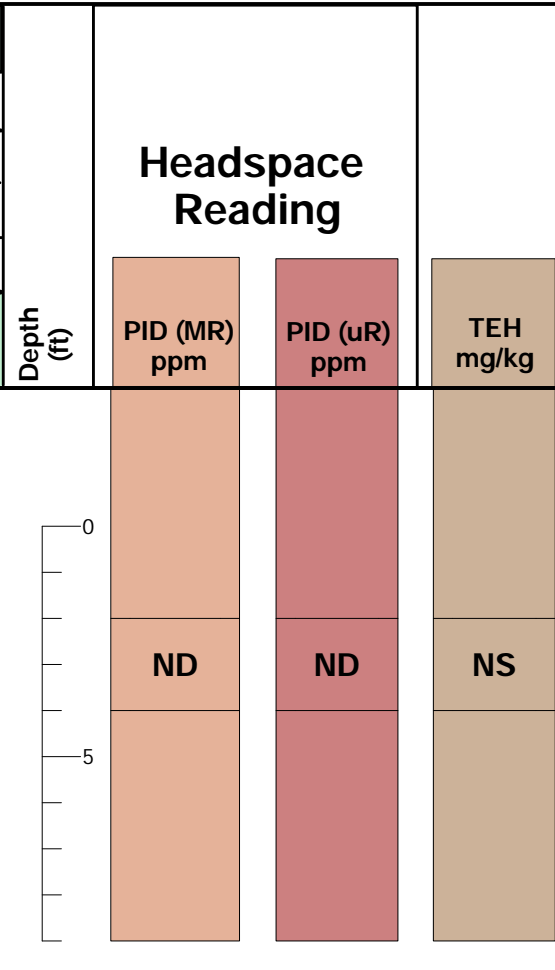 Headspace
Reading
Depth
(ft)
PID (MR)
ppm
PID (uR)
ppm
TEH
mg/kg
0
ND
ND
NS
5